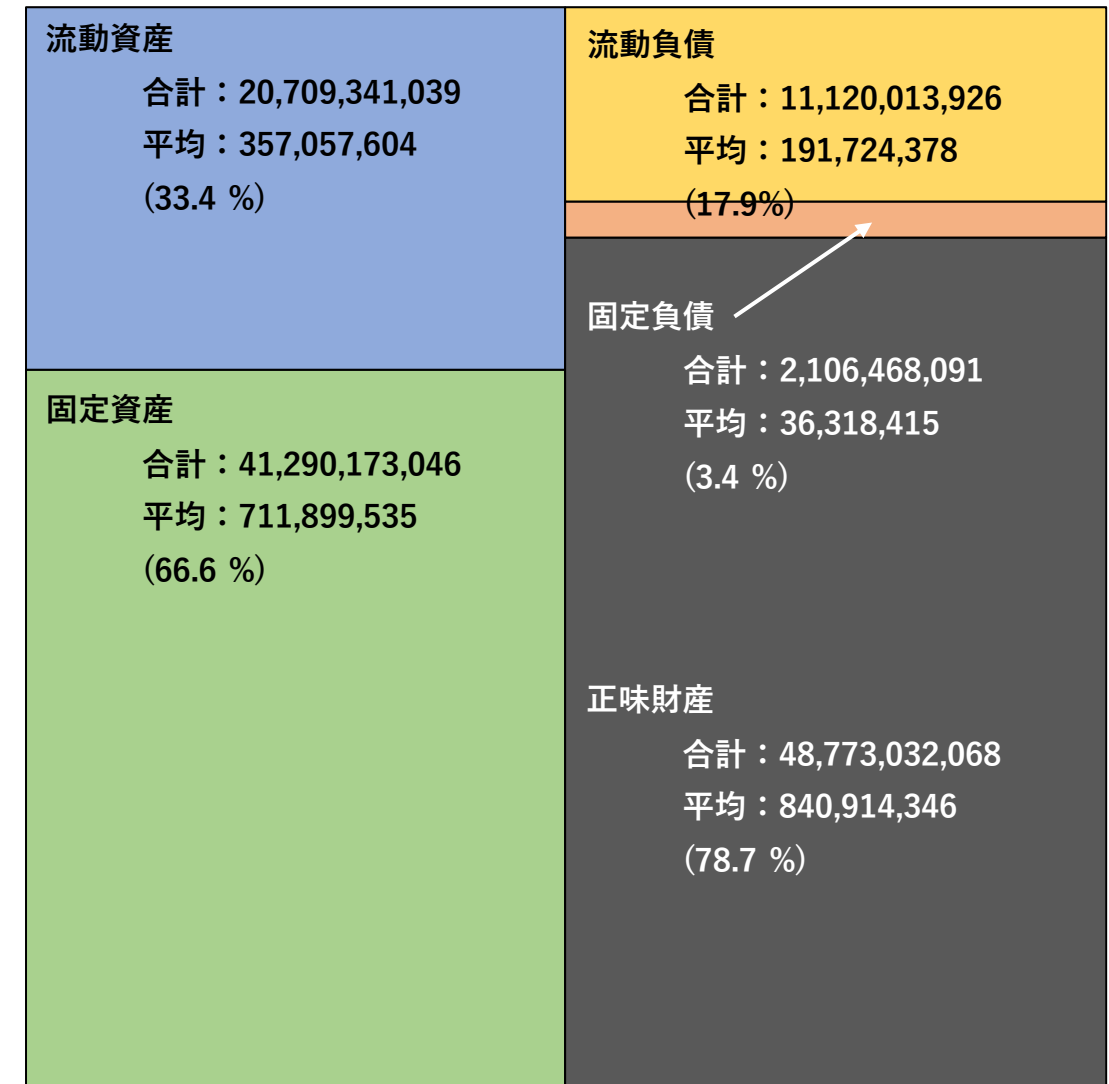 流動資産
合計：20,709,341,039
平均：357,057,604
(33.4 %)
固定資産
合計：41,290,173,046
平均：711,899,535
(66.6 %)
流動負債
合計：11,120,013,926
平均：191,724,378
(17.9%)
固定負債
合計：2,106,468,091
平均：36,318,415
(3.4 %)
正味財産
合計：48,773,032,068
平均：840,914,346
(78.7 %)